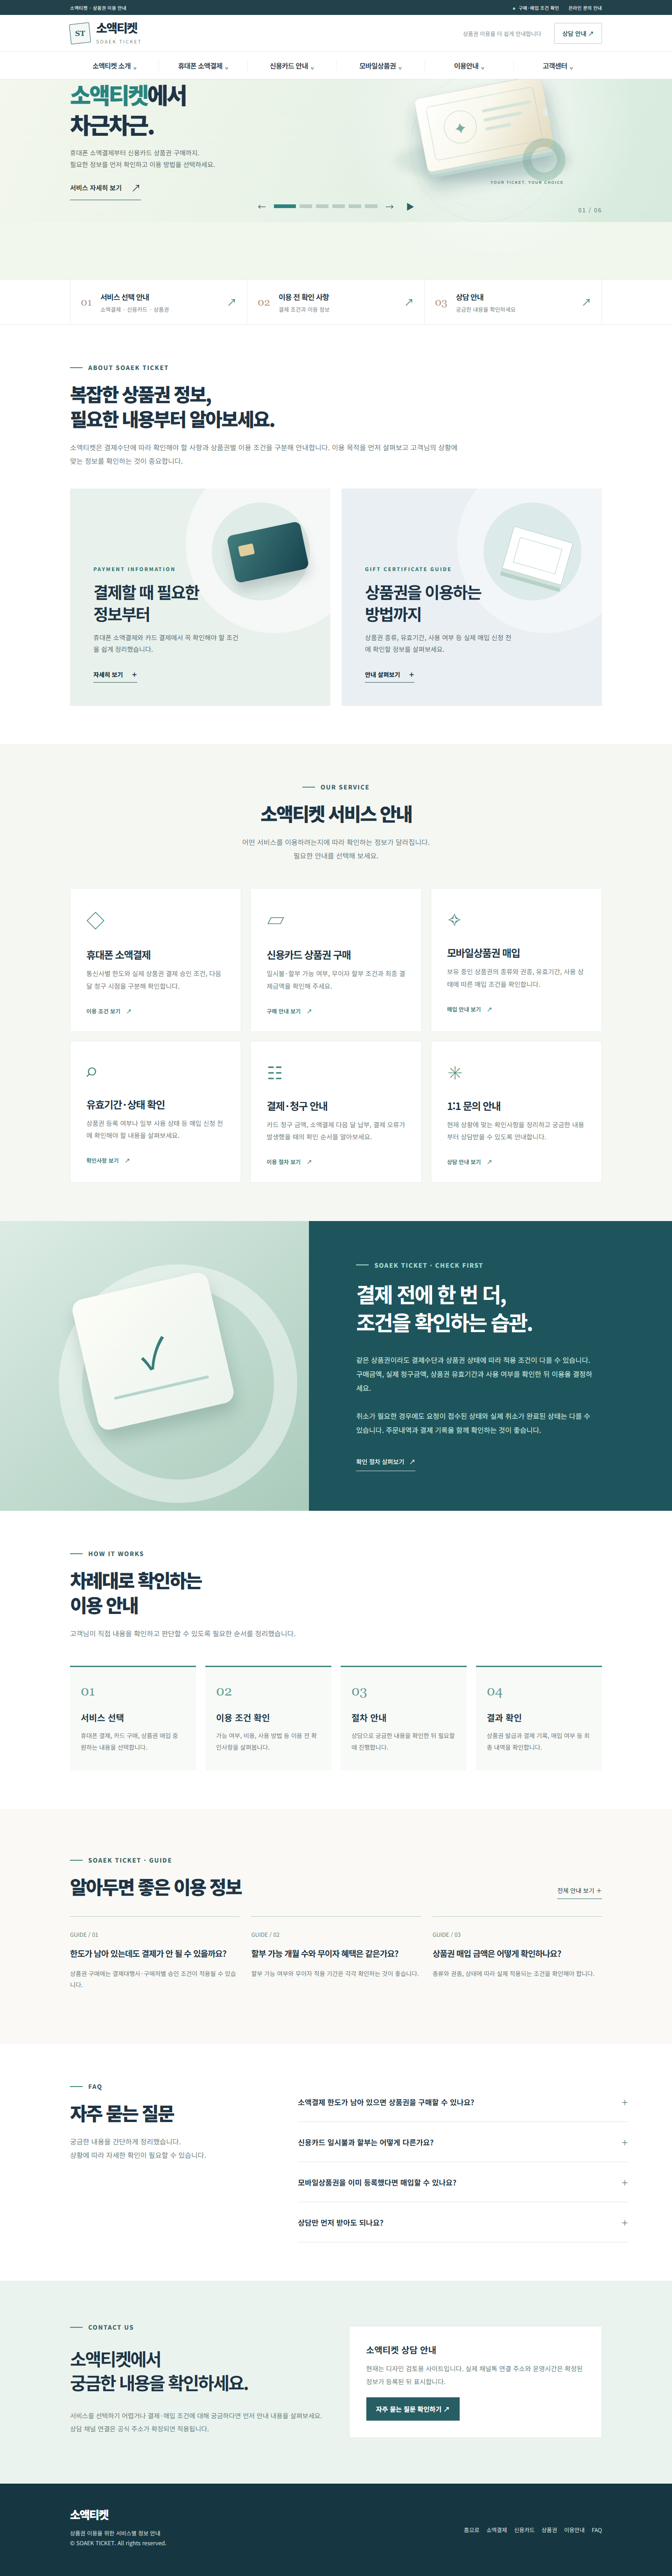 소액티켓 · 상품권 이용 안내
구매·매입 조건 확인 온라인 문의 안내
ST 소액티켓
SOAEK TICKET
상품권 이용을 더 쉽게 안내합니다
상담 안내 ↗
소액티켓 소개 휴대폰 소액결제 신용카드 안내 모바일상품권 이용안내 고객센터
소액티켓에서
차근차근.
휴대폰 소액결제부터 신용카드 상품권 구매까지.
필요한 정보를 먼저 확인하고 이용 방법을 선택하세요.
서비스 자세히 보기 ↗
YOUR TICKET, YOUR CHOICE
← → ▶
01 / 06
01 서비스 선택 안내 ↗
소액결제 · 신용카드 · 상품권
02 이용 전 확인 사항 ↗
결제 조건과 이용 정보
03 상담 안내 ↗
궁금한 내용을 확인하세요
ABOUT SOAEK TICKET
복잡한 상품권 정보,
필요한 내용부터 알아보세요.
소액티켓은 결제수단에 따라 확인해야 할 사항과 상품권별 이용 조건을 구분해 안내합니다. 이용 목적을 먼저 살펴보고 고객님의 상황에
맞는 정보를 확인하는 것이 중요합니다.
PAYMENT INFORMATION
결제할 때 필요한
정보부터
휴대폰 소액결제와 카드 결제에서 꼭 확인해야 할 조건
을 쉽게 정리했습니다.
자세히 보기 +
GIFT CERTIFICATE GUIDE
상품권을 이용하는
방법까지
상품권 종류, 유효기간, 사용 여부 등 실제 매입 신청 전
에 확인할 정보를 살펴보세요.
안내 살펴보기 +
OUR SERVICE
소액티켓 서비스 안내
어떤 서비스를 이용하려는지에 따라 확인하는 정보가 달라집니다.
필요한 안내를 선택해 보세요.
휴대폰 소액결제
통신사별 한도와 실제 상품권 결제 승인 조건, 다음
달 청구 시점을 구분해 확인합니다.
이용 조건 보기 ↗
신용카드 상품권 구매
일시불·할부 가능 여부, 무이자 할부 조건과 최종 결
제금액을 확인해 주세요.
구매 안내 보기 ↗
모바일상품권 매입
보유 중인 상품권의 종류와 권종, 유효기간, 사용 상
태에 따른 매입 조건을 확인합니다.
매입 안내 보기 ↗
유효기간·상태 확인
상품권 등록 여부나 일부 사용 상태 등 매입 신청 전
에 확인해야 할 내용을 살펴보세요.
확인사항 보기 ↗
결제·청구 안내
카드 청구 금액, 소액결제 다음 달 납부, 결제 오류가
발생했을 때의 확인 순서를 알아보세요.
이용 절차 보기 ↗
1:1 문의 안내
현재 상황에 맞는 확인사항을 정리하고 궁금한 내용
부터 상담받을 수 있도록 안내합니다.
상담 안내 보기 ↗
SOAEK TICKET · CHECK FIRST
결제 전에 한 번 더,
조건을 확인하는 습관.
같은 상품권이라도 결제수단과 상품권 상태에 따라 적용 조건이 다를 수 있습니다.
구매금액, 실제 청구금액, 상품권 유효기간과 사용 여부를 확인한 뒤 이용을 결정하
세요.
취소가 필요한 경우에도 요청이 접수된 상태와 실제 취소가 완료된 상태는 다를 수
있습니다. 주문내역과 결제 기록을 함께 확인하는 것이 좋습니다.
확인 절차 살펴보기 ↗
HOW IT WORKS
차례대로 확인하는
이용 안내
고객님이 직접 내용을 확인하고 판단할 수 있도록 필요한 순서를 정리했습니다.
01
서비스 선택
휴대폰 결제, 카드 구매, 상품권 매입 중
원하는 내용을 선택합니다.
02
이용 조건 확인
가능 여부, 비용, 사용 방법 등 이용 전 확
인사항을 살펴봅니다.
03
절차 안내
상담으로 궁금한 내용을 확인한 뒤 필요할
때 진행합니다.
04
결과 확인
상품권 발급과 결제 기록, 매입 여부 등 최
종 내역을 확인합니다.
SOAEK TICKET · GUIDE
알아두면 좋은 이용 정보
전체 안내 보기 +
GUIDE / 01
한도가 남아 있는데도 결제가 안 될 수 있을까요?
상품권 구매에는 결제대행사·구매처별 승인 조건이 적용될 수 있습
니다.
GUIDE / 02
할부 가능 개월 수와 무이자 혜택은 같은가요?
할부 가능 여부와 무이자 적용 기간은 각각 확인하는 것이 좋습니다.
GUIDE / 03
상품권 매입 금액은 어떻게 확인하나요?
종류와 권종, 상태에 따라 실제 적용되는 조건을 확인해야 합니다.
FAQ
자주 묻는 질문
궁금한 내용을 간단하게 정리했습니다.
상황에 따라 자세한 확인이 필요할 수 있습니다.
소액결제 한도가 남아 있으면 상품권을 구매할 수 있나요? +
신용카드 일시불과 할부는 어떻게 다른가요? +
모바일상품권을 이미 등록했다면 매입할 수 있나요? +
상담만 먼저 받아도 되나요? +
CONTACT US
소액티켓에서
궁금한 내용을 확인하세요.
서비스를 선택하기 어렵거나 결제·매입 조건에 대해 궁금하다면 먼저 안내 내용을 살펴보세요.
상담 채널 연결은 공식 주소가 확정되면 적용됩니다.
소액티켓 상담 안내
현재는 디자인 검토용 사이트입니다. 실제 채널톡 연결 주소와 운영시간은 확정된
정보가 등록된 뒤 표시합니다.
자주 묻는 질문 확인하기 ↗
소액티켓
상품권 이용을 위한 서비스별 정보 안내
© SOAEK TICKET. All rights reserved.
홈으로 소액결제 신용카드 상품권 이용안내 FAQ